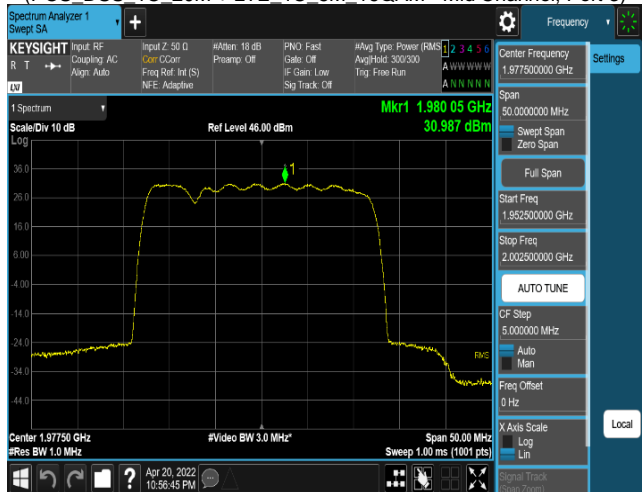 Spectrum Analyzer 1
Swept SA
Frequency
KEYSIGHT
R T
LXI
Input: RF
Coupling: AC
Align: Auto
Input Z: 50 Ω
Corr CCorr
Freq Ref: Int (S)
NFE: Adaptive
#Atten: 18 dB
Preamp: Off
PNO: Fast
Gate: Off
IF Gain: Low
Sig Track: Off
#Avg Type: Power (RMS
Avg|Hold: 300/300
Trig: Free Run
1 2 3 4 5 6
A W W W W W
A N N N N N
Center Frequency
1.977500000 GHz
Settings
Span
50.0000000 MHz
Swept Span
Zero Span
Full Span
Start Freq
1.952500000 GHz
Stop Freq
2.002500000 GHz
AUTO TUNE
CF Step
5.000000 MHz
Auto
Man
Freq Offset
0 Hz
X Axis Scale
Log
Lin
Signal Track
(Span Zoom)
Local
1 Spectrum
Scale/Div 10 dB
Log
Ref Level 46.00 dBm
Mkr1 1.980 05 GHz
30.987 dBm
1
36.0
26.0
16.0
6.00
-4.00
-14.0
-24.0
-34.0
-44.0
RMS
Center 1.97750 GHz
#Res BW 1.0 MHz
#Video BW 3.0 MHz*
Span 50.00 MHz
Sweep 1.00 ms (1001 pts)
Apr 20, 2022
10:56:45 PM